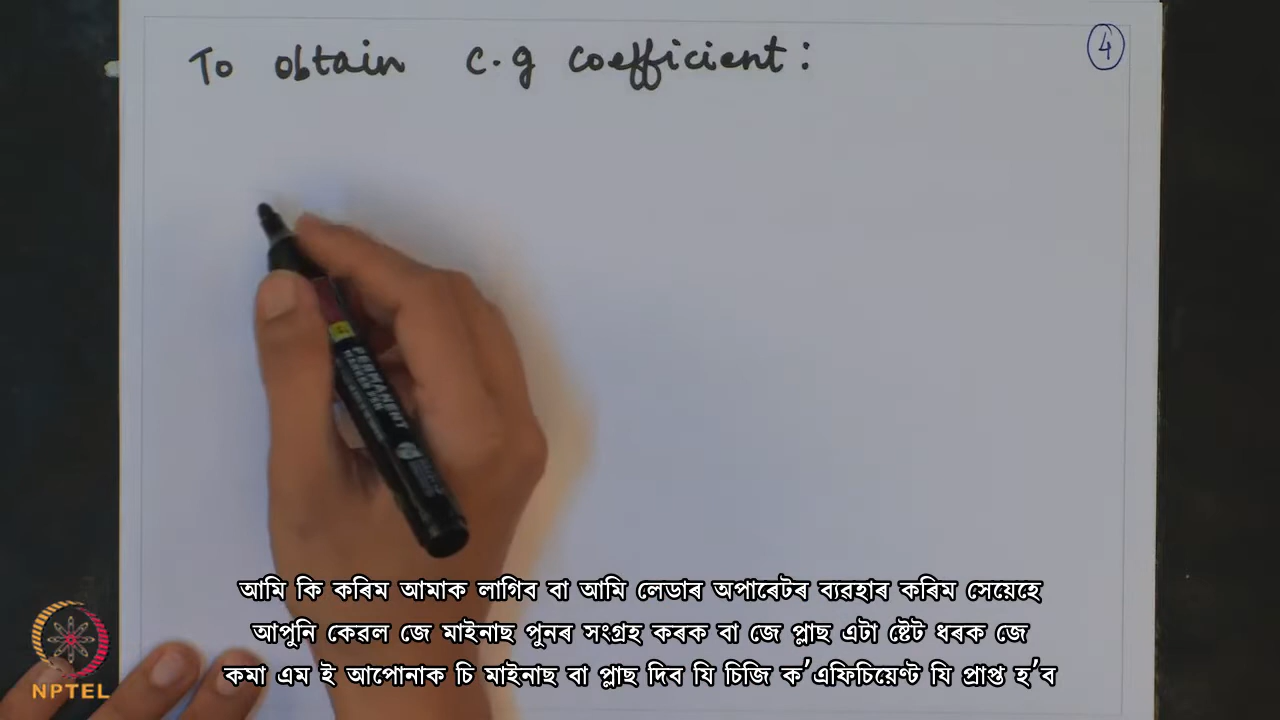 To obtain c.g coefficient :
4
PERMANENT
আমি কি কৰিম আমাক লাগিব বা আমি লেডাৰ অপাৰেটৰ ব্যৱহাৰ কৰিম সেয়েহে
আপুনি কেৱল জে মাইনাছ পুনৰ সংগ্ৰহ কৰক বা জে প্লাছ এটা ষ্টেট ধৰক জে
কমা এম ই আপোনাক চি মাইনাছ বা প্লাছ দিব যি চিজি ক'এফিচিয়েণ্ট যি প্ৰাপ্ত হ'ব
NPTEL